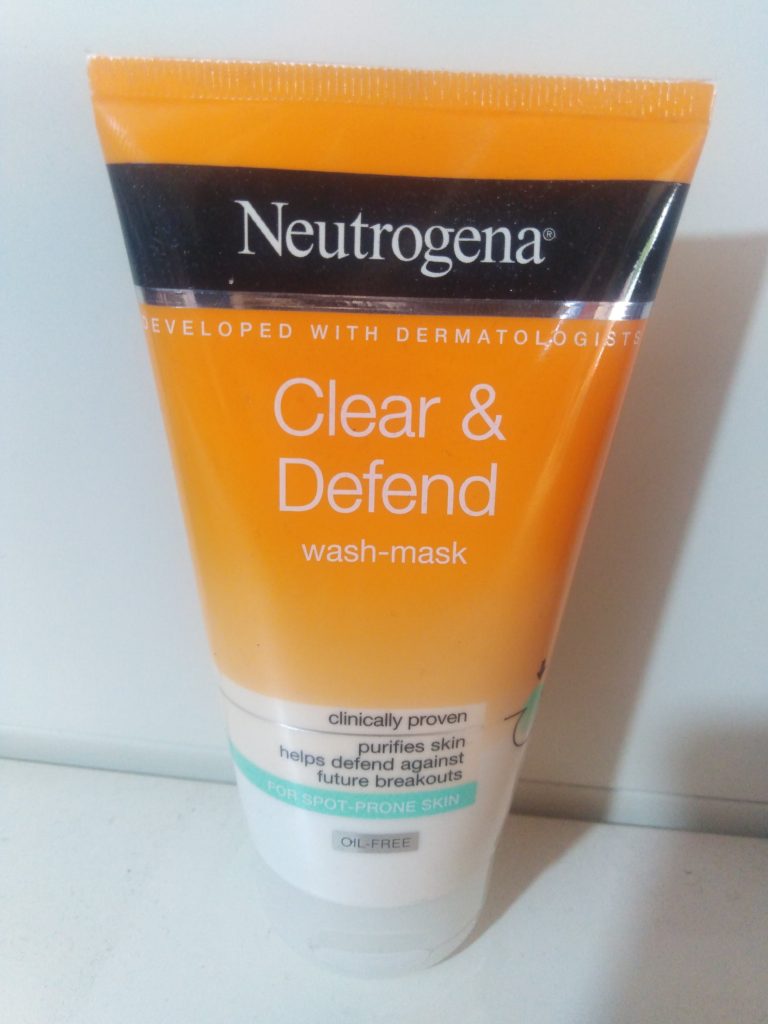 Neutrogena®
DEVELOPED WITH DERMATOLOGISTS
Clear &
Defend
wash-mask
clinically proven
purifies skin
helps defend against
future breakouts
FOR SPOT-PRONE SKIN
OIL-FREE